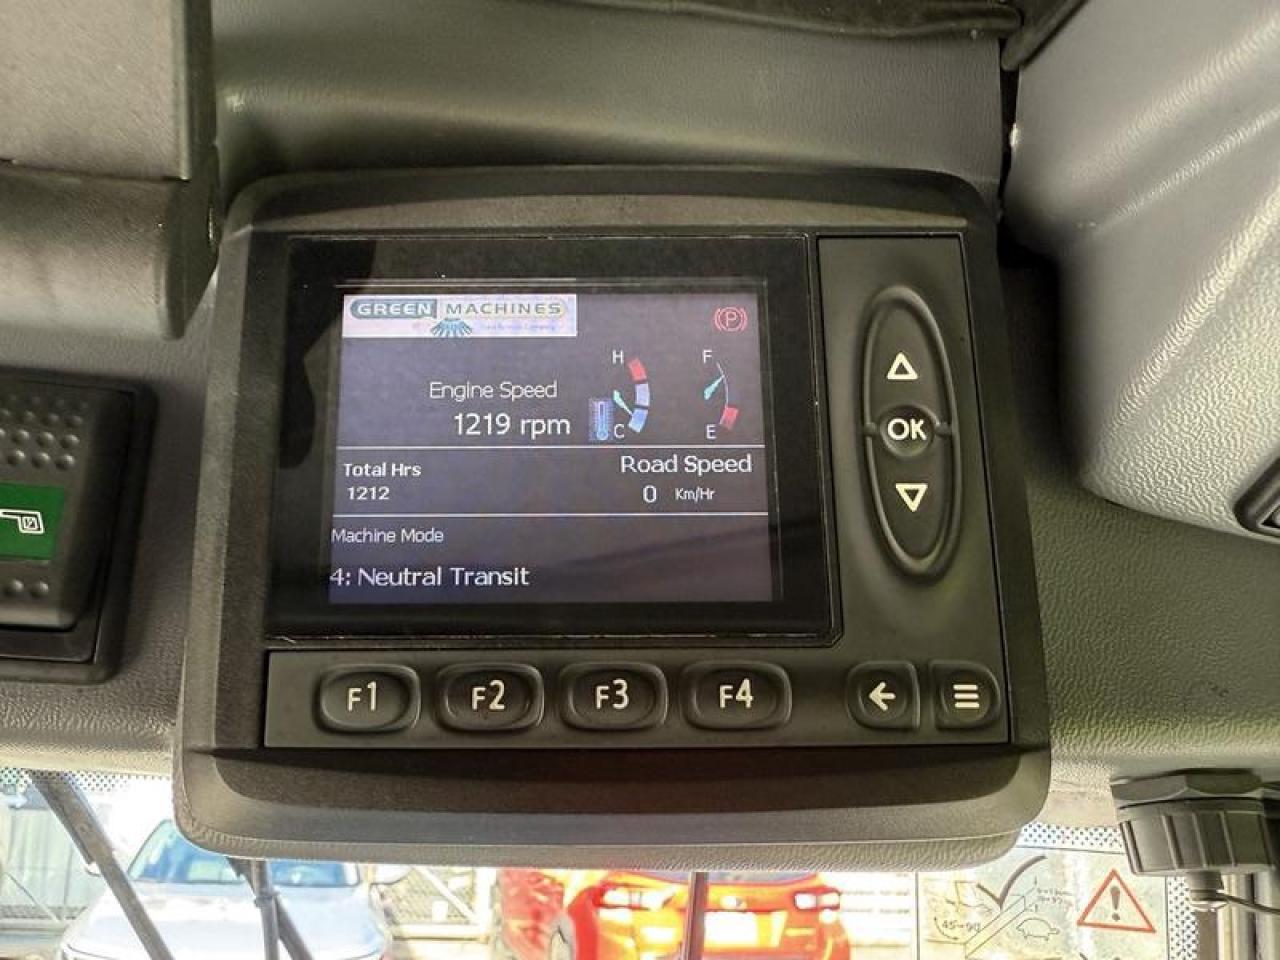 GREEN MACHINES
P
Engine Speed
1219 rpm
H
C
F
E
Total Hrs
1212
Road Speed
0 Km/Hr
Machine Mode
4: Neutral Transit
OK
F1 F2 F3 F4